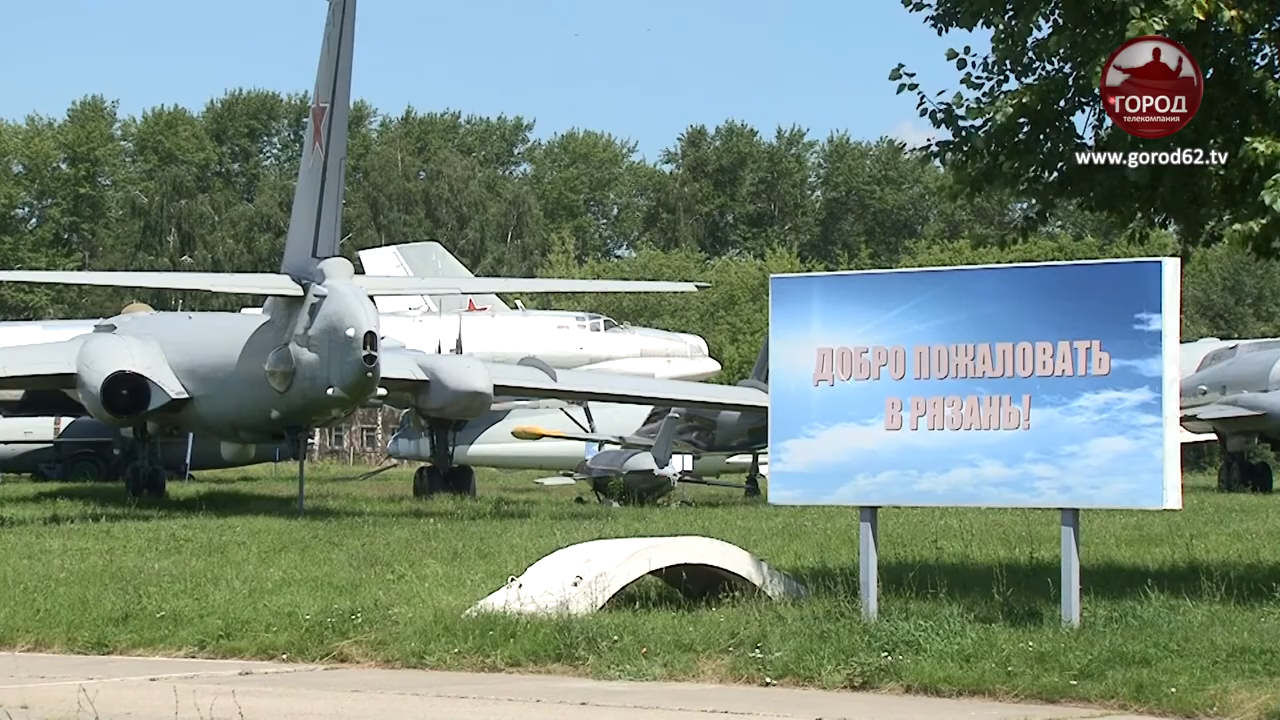 ГОРОД
телекомпания
www.gorod62.tv
ДОБРО ПОЖАЛОВАТЬ
В РЯЗАНЬ!